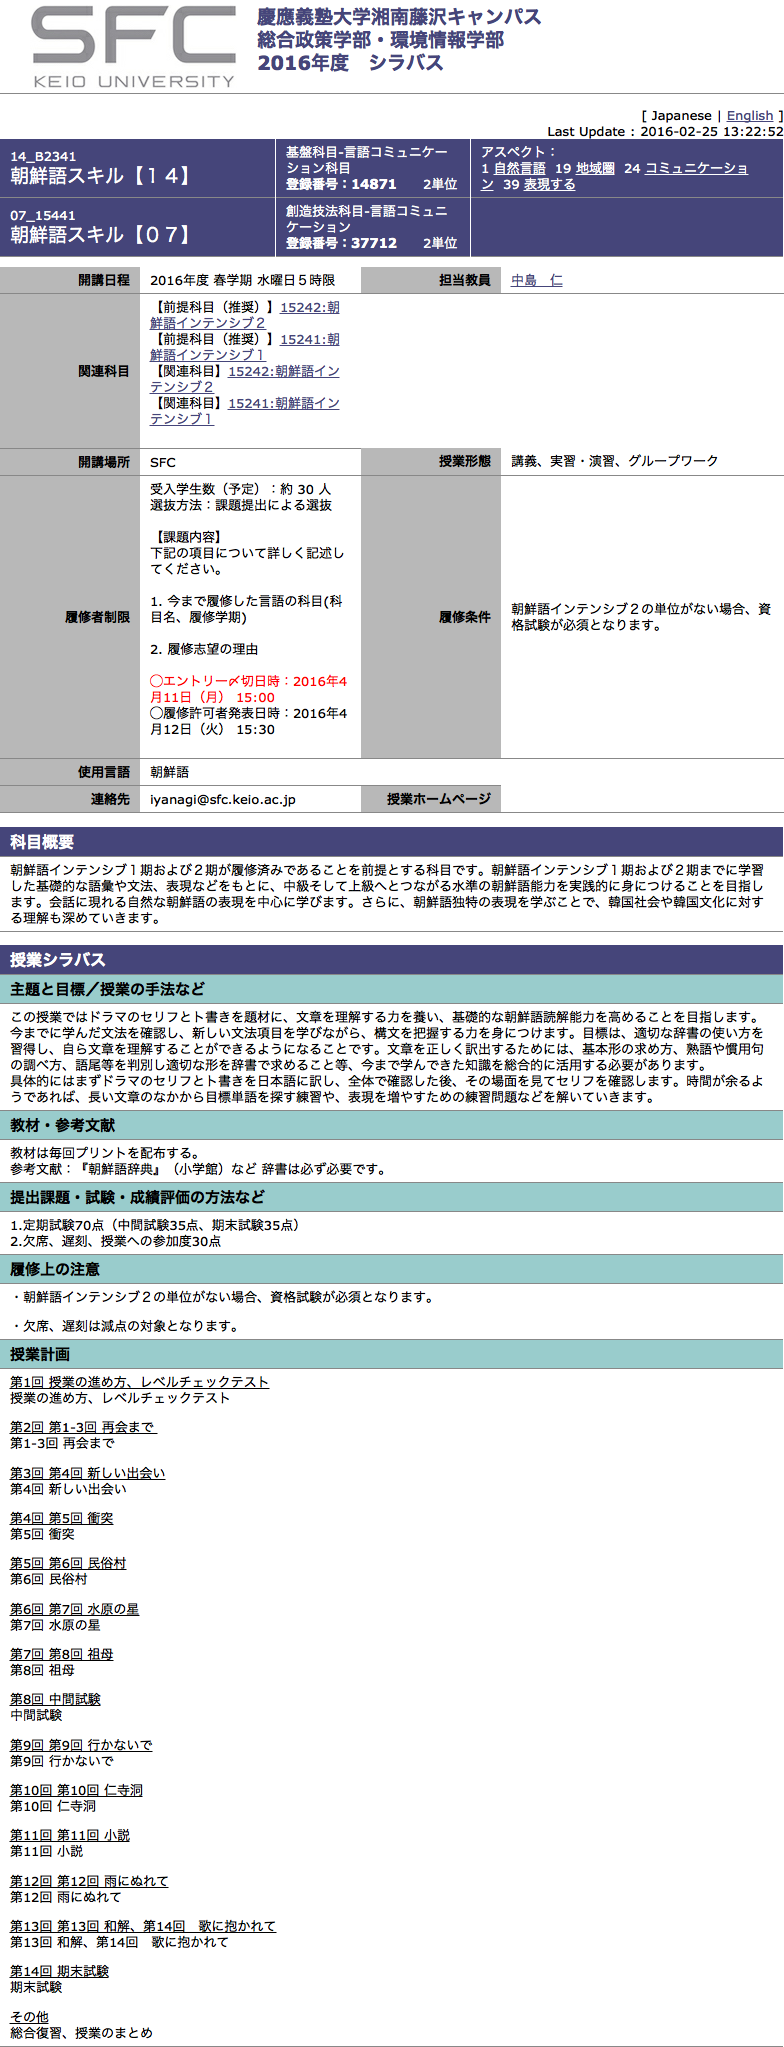 SFC
KEIO UNIVERSITY
慶應義塾大学湘南藤沢キャンパス
総合政策学部・環境情報学部
2016年度　シラバス
[ Japanese | English ]
Last Update : 2016-02-25 13:22:52
14_B2341
朝鮮語スキル【１４】
基盤科目-言語コミュニケー
ション科目
登録番号：14871 2単位
アスペクト：
1 自然言語 19 地域圏 24 コミュニケーショ
ン 39 表現する
07_15441
朝鮮語スキル【０７】
創造技法科目-言語コミュニ
ケーション
登録番号：37712 2単位
開講日程 2016年度 春学期 水曜日５時限 担当教員 中島　仁
関連科目
【前提科目（推奨）】15242:朝
鮮語インテンシブ２
【前提科目（推奨）】15241:朝
鮮語インテンシブ１
【関連科目】15242:朝鮮語イン
テンシブ２
【関連科目】15241:朝鮮語イン
テンシブ１
開講場所 SFC 授業形態 講義、実習・演習、グループワーク
履修者制限
受入学生数（予定）：約 30 人
選抜方法：課題提出による選抜
【課題内容】
下記の項目について詳しく記述し
てください。
1. 今まで履修した言語の科目(科
目名、履修学期)
2. 履修志望の理由
◯エントリー〆切日時：2016年4
月11日（月） 15:00
◯履修許可者発表日時：2016年4
月12日（火） 15:30
履修条件
朝鮮語インテンシブ２の単位がない場合、資
格試験が必須となります。
使用言語 朝鮮語
連絡先 iyanagi@sfc.keio.ac.jp 授業ホームページ
科目概要
朝鮮語インテンシブ１期および２期が履修済みであることを前提とする科目です。朝鮮語インテンシブ１期および２期までに学習
した基礎的な語彙や文法、表現などをもとに、中級そして上級へとつながる水準の朝鮮語能力を実践的に身につけることを目指し
ます。会話に現れる自然な朝鮮語の表現を中心に学びます。さらに、朝鮮語独特の表現を学ぶことで、韓国社会や韓国文化に対す
る理解も深めていきます。
授業シラバス
主題と目標／授業の手法など
この授業ではドラマのセリフとト書きを題材に、文章を理解する力を養い、基礎的な朝鮮語読解能力を高めることを目指します。
今までに学んだ文法を確認し、新しい文法項目を学びながら、構文を把握する力を身につけます。目標は、適切な辞書の使い方を
習得し、自ら文章を理解することができるようになることです。文章を正しく訳出するためには、基本形の求め方、熟語や慣用句
の調べ方、語尾等を判別し適切な形を辞書で求めること等、今まで学んできた知識を総合的に活用する必要があります。
具体的にはまずドラマのセリフとト書きを日本語に訳し、全体で確認した後、その場面を見てセリフを確認します。時間が余るよ
うであれば、長い文章のなかから目標単語を探す練習や、表現を増やすための練習問題などを解いていきます。
教材・参考文献
教材は毎回プリントを配布する。
参考文献：『朝鮮語辞典』（小学館）など 辞書は必ず必要です。
提出課題・試験・成績評価の方法など
1.定期試験70点（中間試験35点、期末試験35点）
2.欠席、遅刻、授業への参加度30点
履修上の注意
・朝鮮語インテンシブ２の単位がない場合、資格試験が必須となります。
・欠席、遅刻は減点の対象となります。
授業計画
第1回 授業の進め方、レベルチェックテスト
授業の進め方、レベルチェックテスト
第2回 第1-3回 再会まで
第1-3回 再会まで
第3回 第4回 新しい出会い
第4回 新しい出会い
第4回 第5回 衝突
第5回 衝突
第5回 第6回 民俗村
第6回 民俗村
第6回 第7回 水原の星
第7回 水原の星
第7回 第8回 祖母
第8回 祖母
第8回 中間試験
中間試験
第9回 第9回 行かないで
第9回 行かないで
第10回 第10回 仁寺洞
第10回 仁寺洞
第11回 第11回 小説
第11回 小説
第12回 第12回 雨にぬれて
第12回 雨にぬれて
第13回 第13回 和解、第14回　歌に抱かれて
第13回 和解、第14回　歌に抱かれて
第14回 期末試験
期末試験
その他
総合復習、授業のまとめ